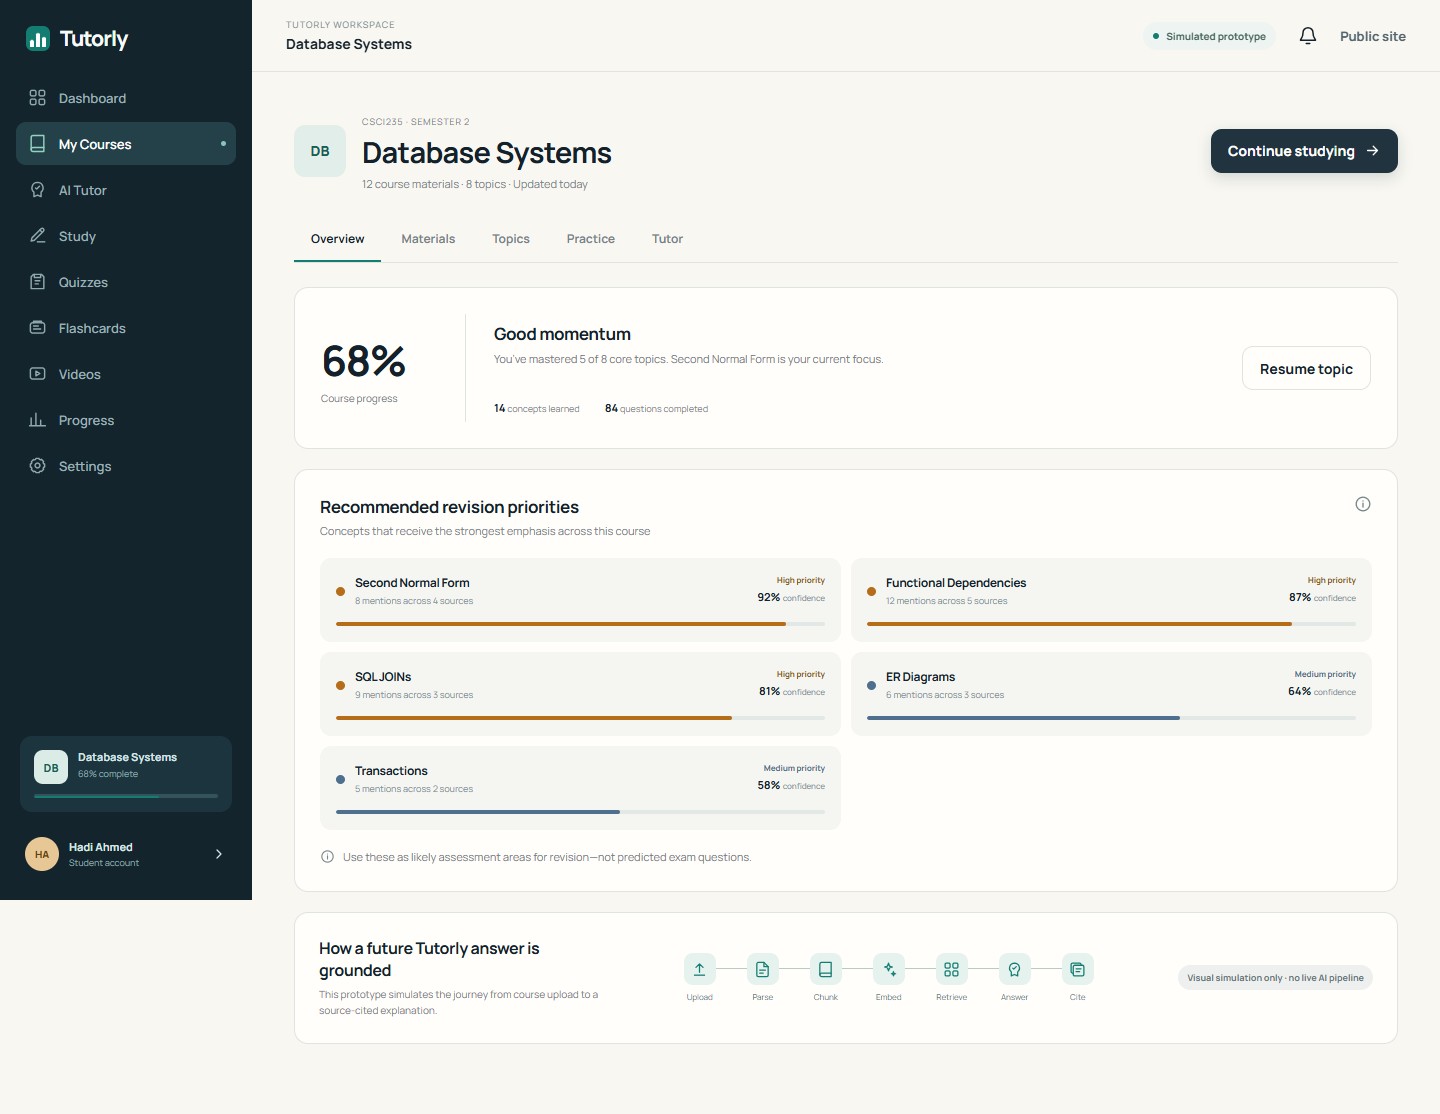 Tutorly
Dashboard
My Courses
AI Tutor
Study
Quizzes
Flashcards
Videos
Progress
Settings
DB
Database Systems
68% complete
HA
Hadi Ahmed
Student account
TUTORLY WORKSPACE
Database Systems
Simulated prototype
Public site
DB
CSCI235 · SEMESTER 2
Database Systems
12 course materials · 8 topics · Updated today
Continue studying
Overview
Materials
Topics
Practice
Tutor
68%
Course progress
Good momentum
You've mastered 5 of 8 core topics. Second Normal Form is your current focus.
14 concepts learned
84 questions completed
Resume topic
Recommended revision priorities
Concepts that receive the strongest emphasis across this course
Second Normal Form
8 mentions across 4 sources
High priority
92% confidence
Functional Dependencies
12 mentions across 5 sources
High priority
87% confidence
SQL JOINs
9 mentions across 3 sources
High priority
81% confidence
ER Diagrams
6 mentions across 3 sources
Medium priority
64% confidence
Transactions
5 mentions across 2 sources
Medium priority
58% confidence
Use these as likely assessment areas for revision—not predicted exam questions.
How a future Tutorly answer is
grounded
This prototype simulates the journey from course upload to a
source-cited explanation.
Upload
Parse
Chunk
Embed
Retrieve
Answer
Cite
Visual simulation only · no live AI pipeline